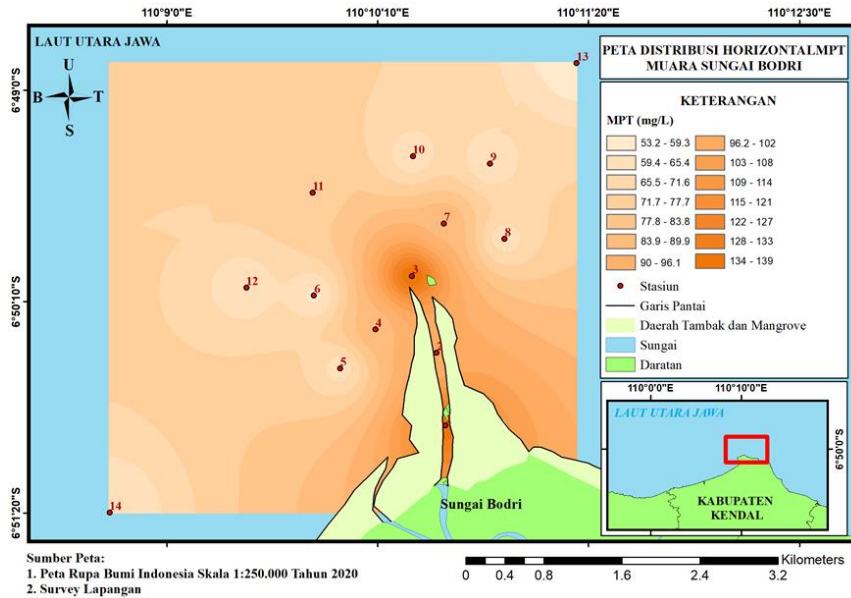 110°9'0"E
110°10'10"E
110°11'20"E
110°12'30"E
LAUT UTARA JAWA
U
B
T
S
6°49'0"S
6°50'10"S
6°51'20"S
13
10
9
11
7
8
3
12
6
4
2
5
1
14
Sungai Bodri
PETA DISTRIBUSI HORIZONTALMPT
MUARA SUNGAI BODRI
KETERANGAN
MPT (mg/L)
53.2 - 59.3
96.2 - 102
59.4 - 65.4
103 - 108
65.5 - 71.6
109 - 114
71.7 - 77.7
115 - 121
77.8 - 83.8
122 - 127
83.9 - 89.9
128 - 133
90 - 96.1
134 - 139
Stasiun
Garis Pantai
Daerah Tambak dan Mangrove
Sungai
Daratan
110°0'0"E
110°10'0"E
LAUT UTARA JAWA
6°50'0"S
KABUPATEN
KENDAL
Sumber Peta:
1. Peta Rupa Bumi Indonesia Skala 1:250.000 Tahun 2020
2. Survey Lapangan
Kilometers
0 0.4 0.8 1.6 2.4 3.2